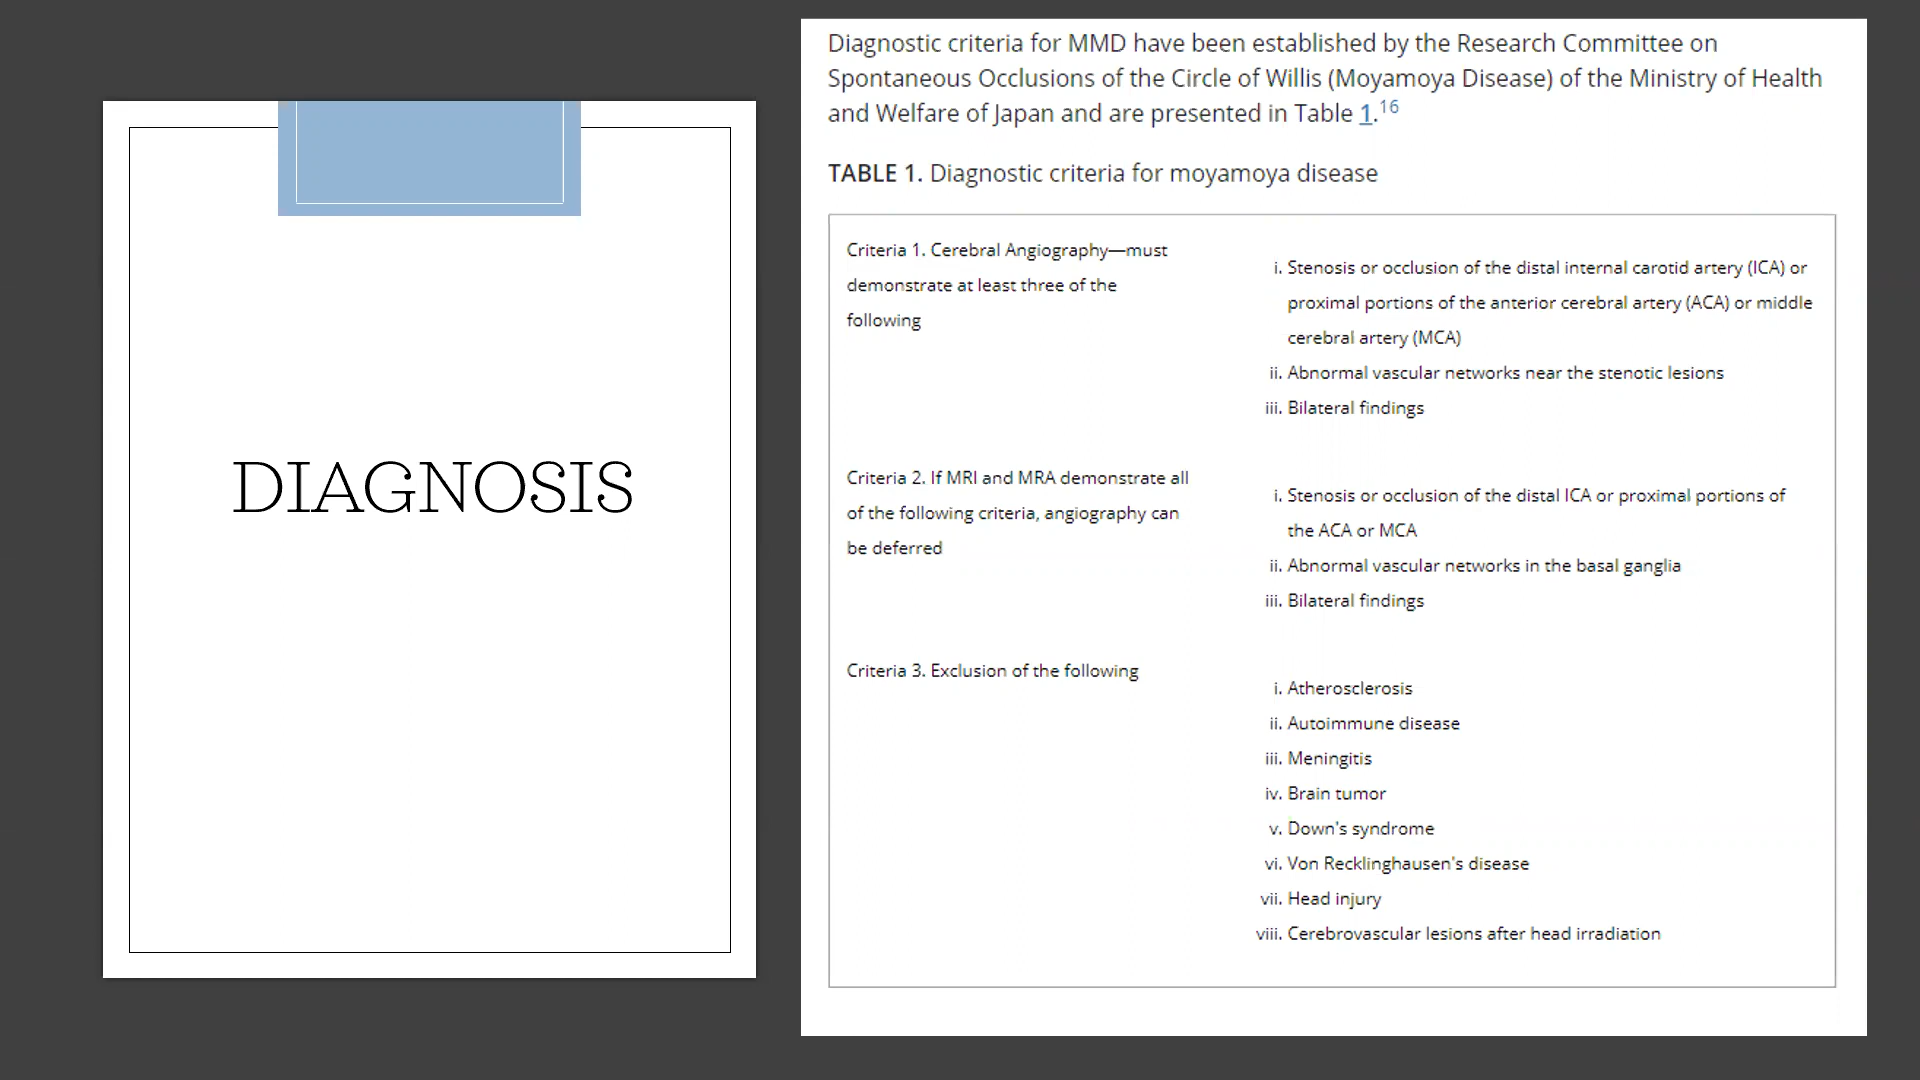 DIAGNOSIS
Diagnostic criteria for MMD have been established by the Research Committee on
Spontaneous Occlusions of the Circle of Willis (Moyamoya Disease) of the Ministry of Health
and Welfare of Japan and are presented in Table 1.16
TABLE 1. Diagnostic criteria for moyamoya disease
Criteria 1. Cerebral Angiography—must
demonstrate at least three of the
following
i. Stenosis or occlusion of the distal internal carotid artery (ICA) or
proximal portions of the anterior cerebral artery (ACA) or middle
cerebral artery (MCA)
ii. Abnormal vascular networks near the stenotic lesions
iii. Bilateral findings
Criteria 2. If MRI and MRA demonstrate all
of the following criteria, angiography can
be deferred
i. Stenosis or occlusion of the distal ICA or proximal portions of
the ACA or MCA
ii. Abnormal vascular networks in the basal ganglia
iii. Bilateral findings
Criteria 3. Exclusion of the following
i. Atherosclerosis
ii. Autoimmune disease
iii. Meningitis
iv. Brain tumor
v. Down's syndrome
vi. Von Recklinghausen's disease
vii. Head injury
viii. Cerebrovascular lesions after head irradiation